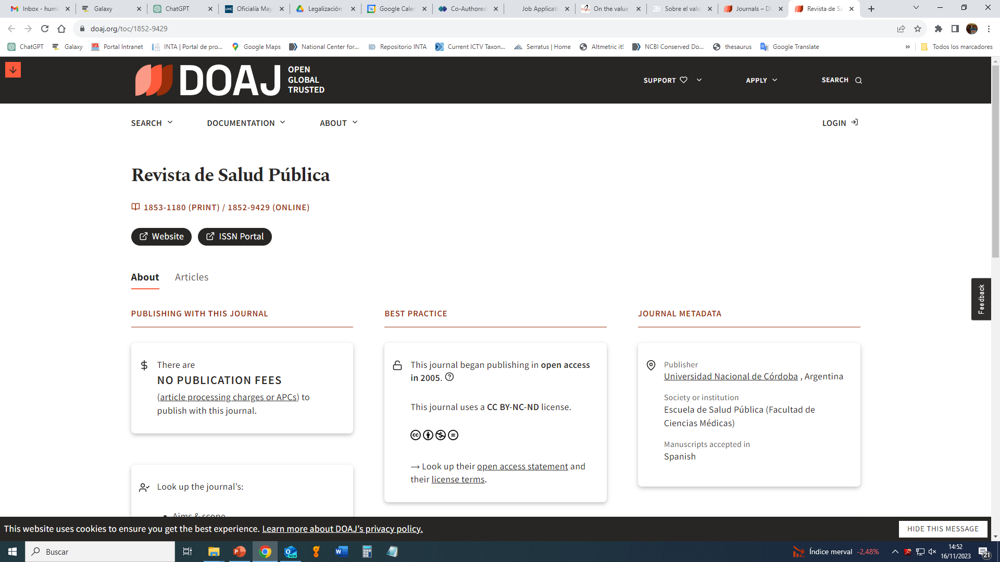 Inbox - humb
Galaxy
ChatGPT
Oficialía May
Legalización
Google Caler
Co-Authored
Job Applicati
On the value
Sobre el valo
Journals – DO
Revista de Sa
doaj.org/toc/1852-9429
ChatGPT
Galaxy
Portal Intranet
INTA | Portal de pro...
Google Maps
National Center for...
Repositorio INTA
Current ICTV Taxon...
Serratus | Home
Altmetric it!
NCBI Conserved Do...
thesaurus
Google Translate
»
Todos los marcadores
DOAJ
OPEN
GLOBAL
TRUSTED
SUPPORT
APPLY
SEARCH
SEARCH
DOCUMENTATION
ABOUT
LOGIN
Revista de Salud Pública
1853-1180 (PRINT) / 1852-9429 (ONLINE)
Website
ISSN Portal
About
Articles
Feedback
PUBLISHING WITH THIS JOURNAL
There are
NO PUBLICATION FEES
(article processing charges or APCs) to
publish with this journal.
Look up the journal’s:
• Aims & scope
BEST PRACTICE
This journal began publishing in open access
in 2005.
This journal uses a CC BY-NC-ND license.
→ Look up their open access statement and
their license terms.
JOURNAL METADATA
Publisher
Universidad Nacional de Córdoba , Argentina
Society or institution
Escuela de Salud Pública (Facultad de
Ciencias Médicas)
Manuscripts accepted in
Spanish
This website uses cookies to ensure you get the best experience. Learn more about DOAJ’s privacy policy.
HIDE THIS MESSAGE
Buscar
Índice merval -2,48%
14:52
16/11/2023
21